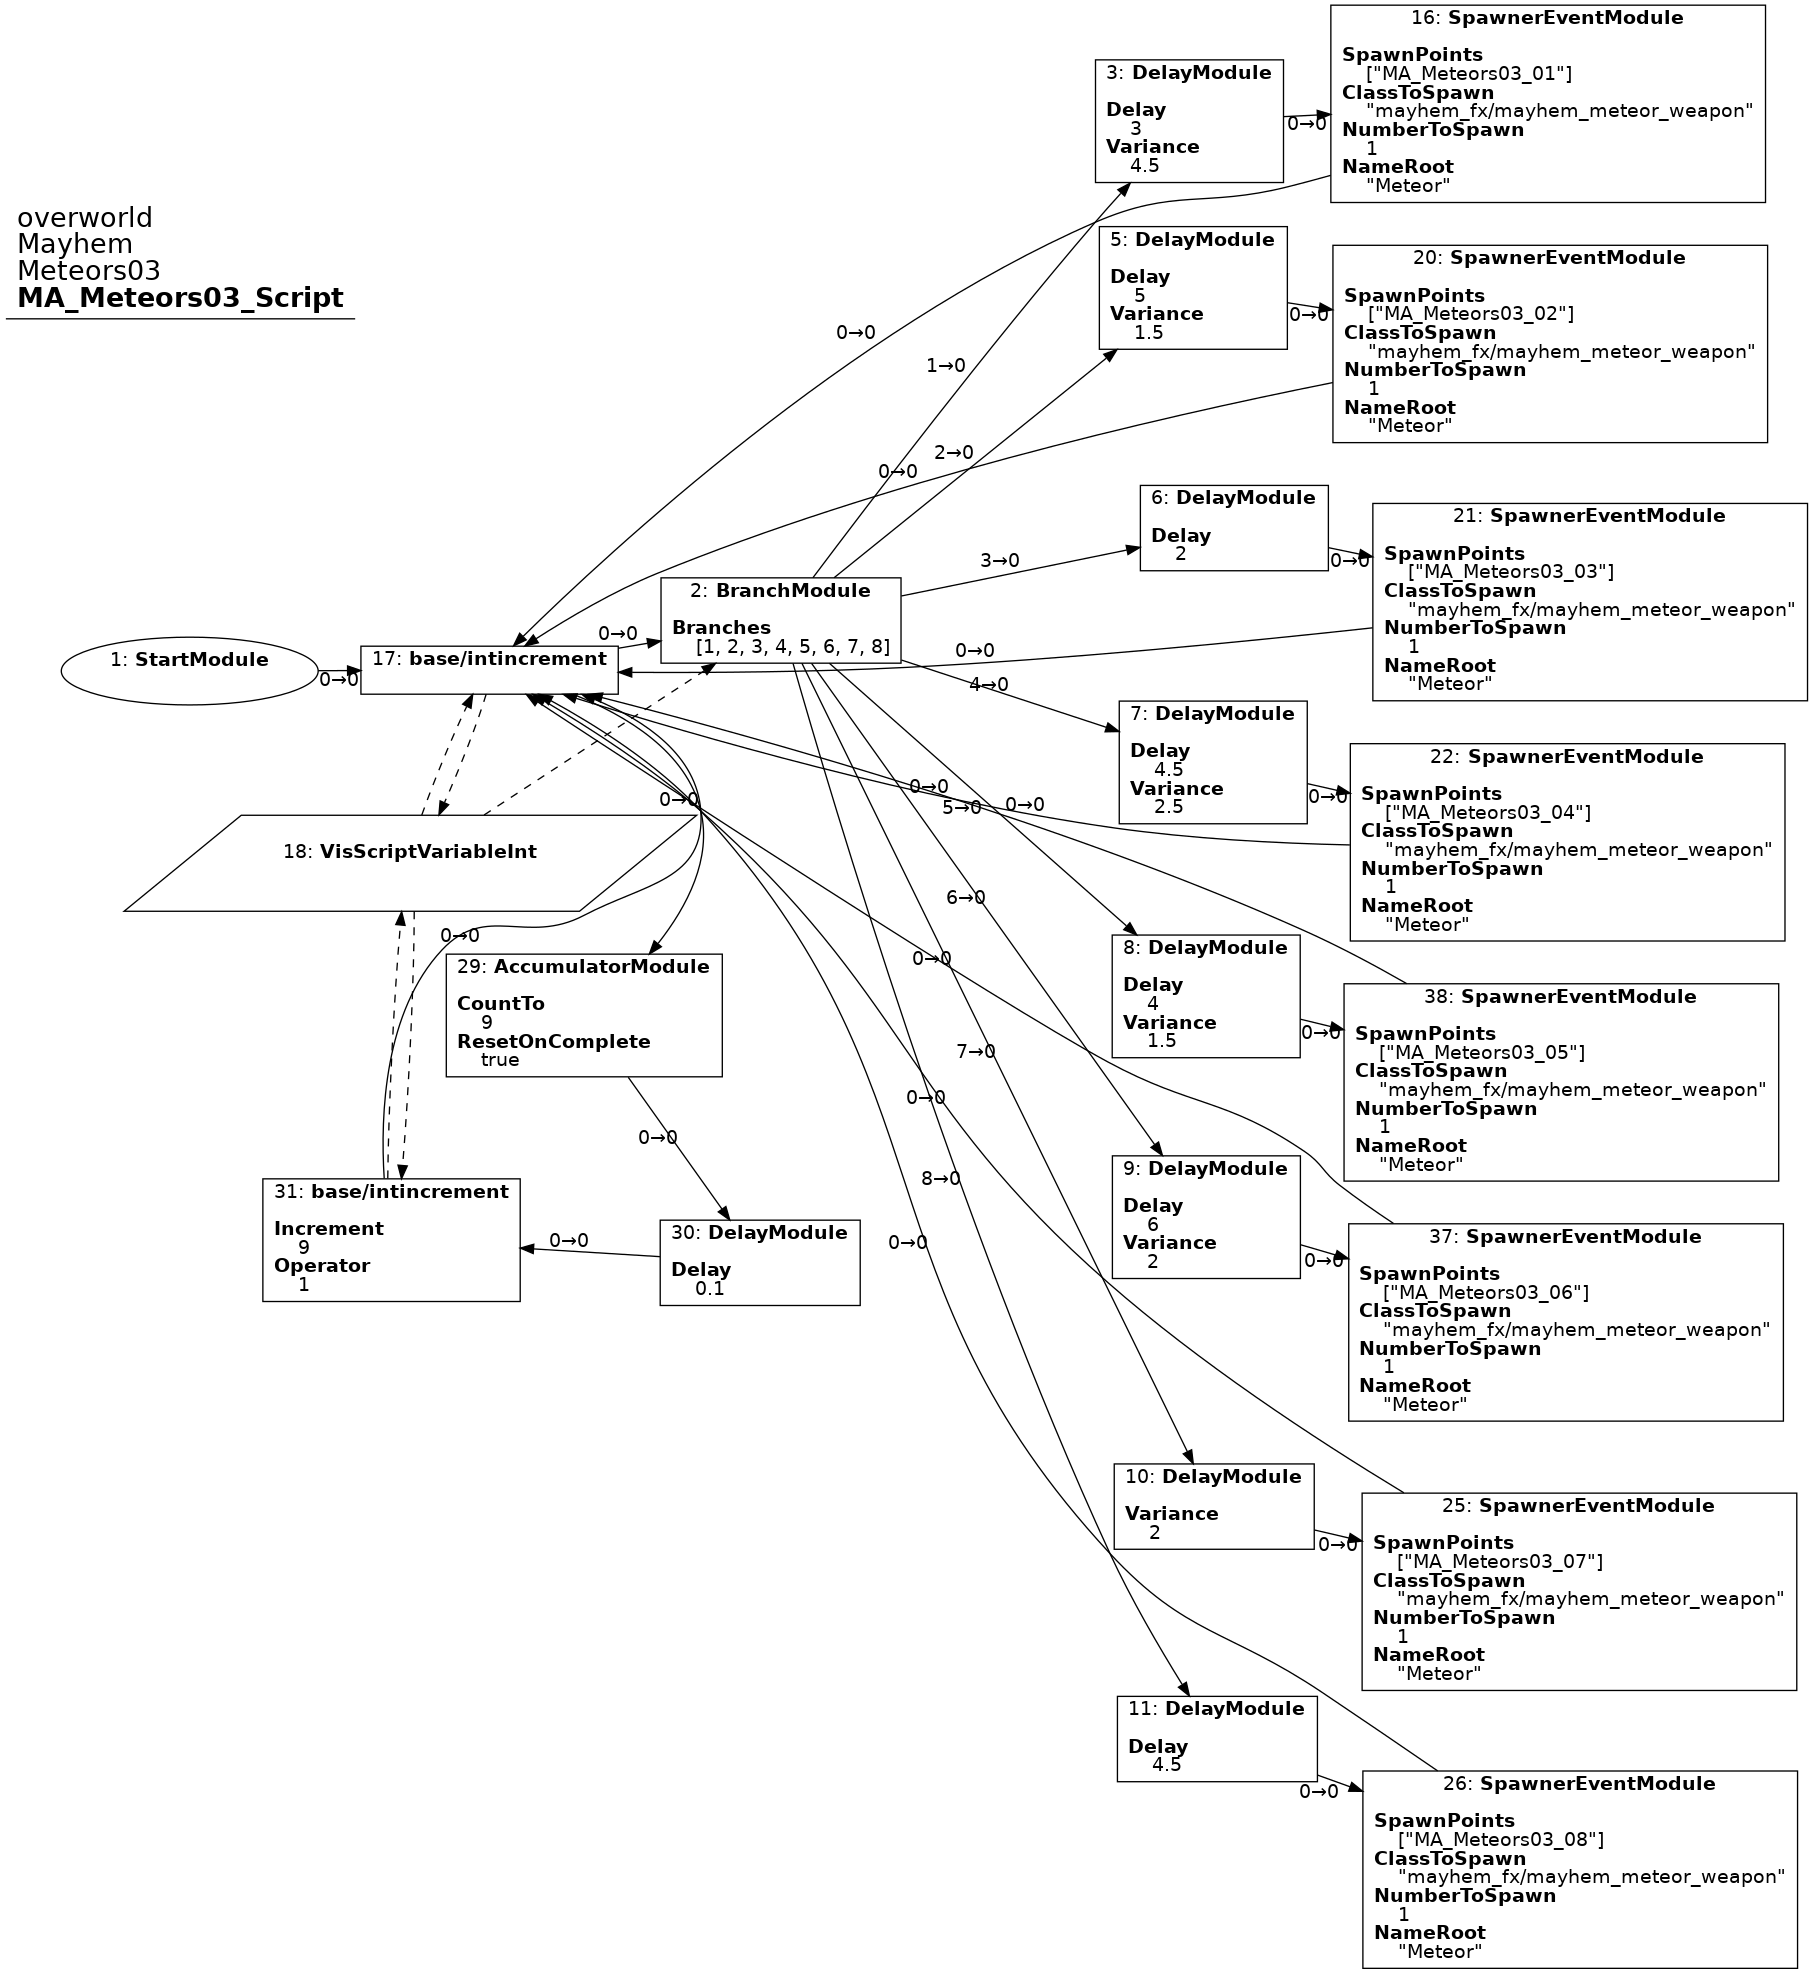 overworld
Mayhem
Meteors03
MA_Meteors03_Script
16: SpawnerEventModule
SpawnPoints
["MA_Meteors03_01"]
ClassToSpawn
"mayhem_fx/mayhem_meteor_weapon"
NumberToSpawn
1
NameRoot
"Meteor"
3: DelayModule
Delay
3
Variance
4.5
0→0
5: DelayModule
Delay
5
Variance
1.5
0→0
20: SpawnerEventModule
SpawnPoints
["MA_Meteors03_02"]
ClassToSpawn
"mayhem_fx/mayhem_meteor_weapon"
NumberToSpawn
1
NameRoot
"Meteor"
0→0
1→0
2→0
0→0
6: DelayModule
Delay
2
0→0
21: SpawnerEventModule
SpawnPoints
["MA_Meteors03_03"]
ClassToSpawn
"mayhem_fx/mayhem_meteor_weapon"
NumberToSpawn
1
NameRoot
"Meteor"
3→0
2: BranchModule
Branches
[1, 2, 3, 4, 5, 6, 7, 8]
0→0
1: StartModule
0→0
17: base/intincrement
0→0
4→0
7: DelayModule
Delay
4.5
Variance
2.5
0→0
22: SpawnerEventModule
SpawnPoints
["MA_Meteors03_04"]
ClassToSpawn
"mayhem_fx/mayhem_meteor_weapon"
NumberToSpawn
1
NameRoot
"Meteor"
0→0
0→0
5→0
0→0
18: VisScriptVariableInt
6→0
0→0
0→0
29: AccumulatorModule
CountTo
9
ResetOnComplete
true
8: DelayModule
Delay
4
Variance
1.5
0→0
38: SpawnerEventModule
SpawnPoints
["MA_Meteors03_05"]
ClassToSpawn
"mayhem_fx/mayhem_meteor_weapon"
NumberToSpawn
1
NameRoot
"Meteor"
7→0
0→0
0→0
8→0
31: base/intincrement
Increment
9
Operator
1
0→0
30: DelayModule
Delay
0.1
0→0
9: DelayModule
Delay
6
Variance
2
0→0
37: SpawnerEventModule
SpawnPoints
["MA_Meteors03_06"]
ClassToSpawn
"mayhem_fx/mayhem_meteor_weapon"
NumberToSpawn
1
NameRoot
"Meteor"
10: DelayModule
Variance
2
0→0
25: SpawnerEventModule
SpawnPoints
["MA_Meteors03_07"]
ClassToSpawn
"mayhem_fx/mayhem_meteor_weapon"
NumberToSpawn
1
NameRoot
"Meteor"
11: DelayModule
Delay
4.5
0→0
26: SpawnerEventModule
SpawnPoints
["MA_Meteors03_08"]
ClassToSpawn
"mayhem_fx/mayhem_meteor_weapon"
NumberToSpawn
1
NameRoot
"Meteor"